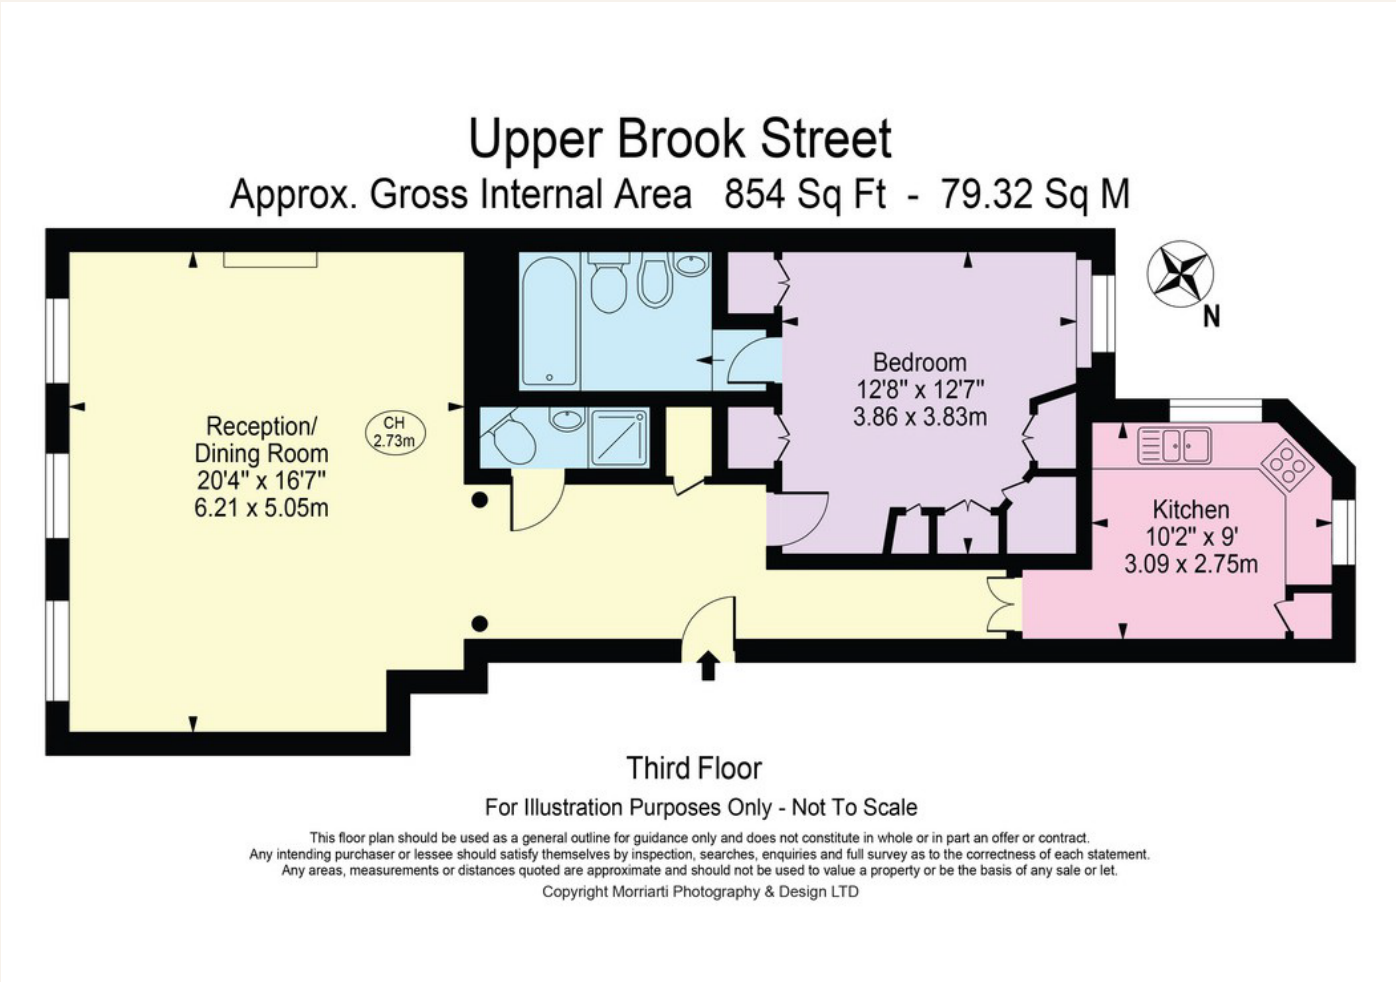 Upper Brook Street
Approx. Gross Internal Area 854 Sq Ft - 79.32 Sq M
N
Bedroom
12'8" x 12'7"
3.86 x 3.83m
CH
2.73m
Reception/
Dining Room
20'4" x 16'7"
6.21 x 5.05m
Kitchen
10'2" x 9'
3.09 x 2.75m
Third Floor
For Illustration Purposes Only - Not To Scale
This floor plan should be used as a general outline for guidance only and does not constitute in whole or in part an offer or contract.
Any intending purchaser or lessee should satisfy themselves by inspection, searches, enquiries and full survey as to the correctness of each statement.
Any areas, measurements or distances quoted are approximate and should not be used to value a property or be the basis of any sale or let.
Copyright Morriarti Photography & Design LTD